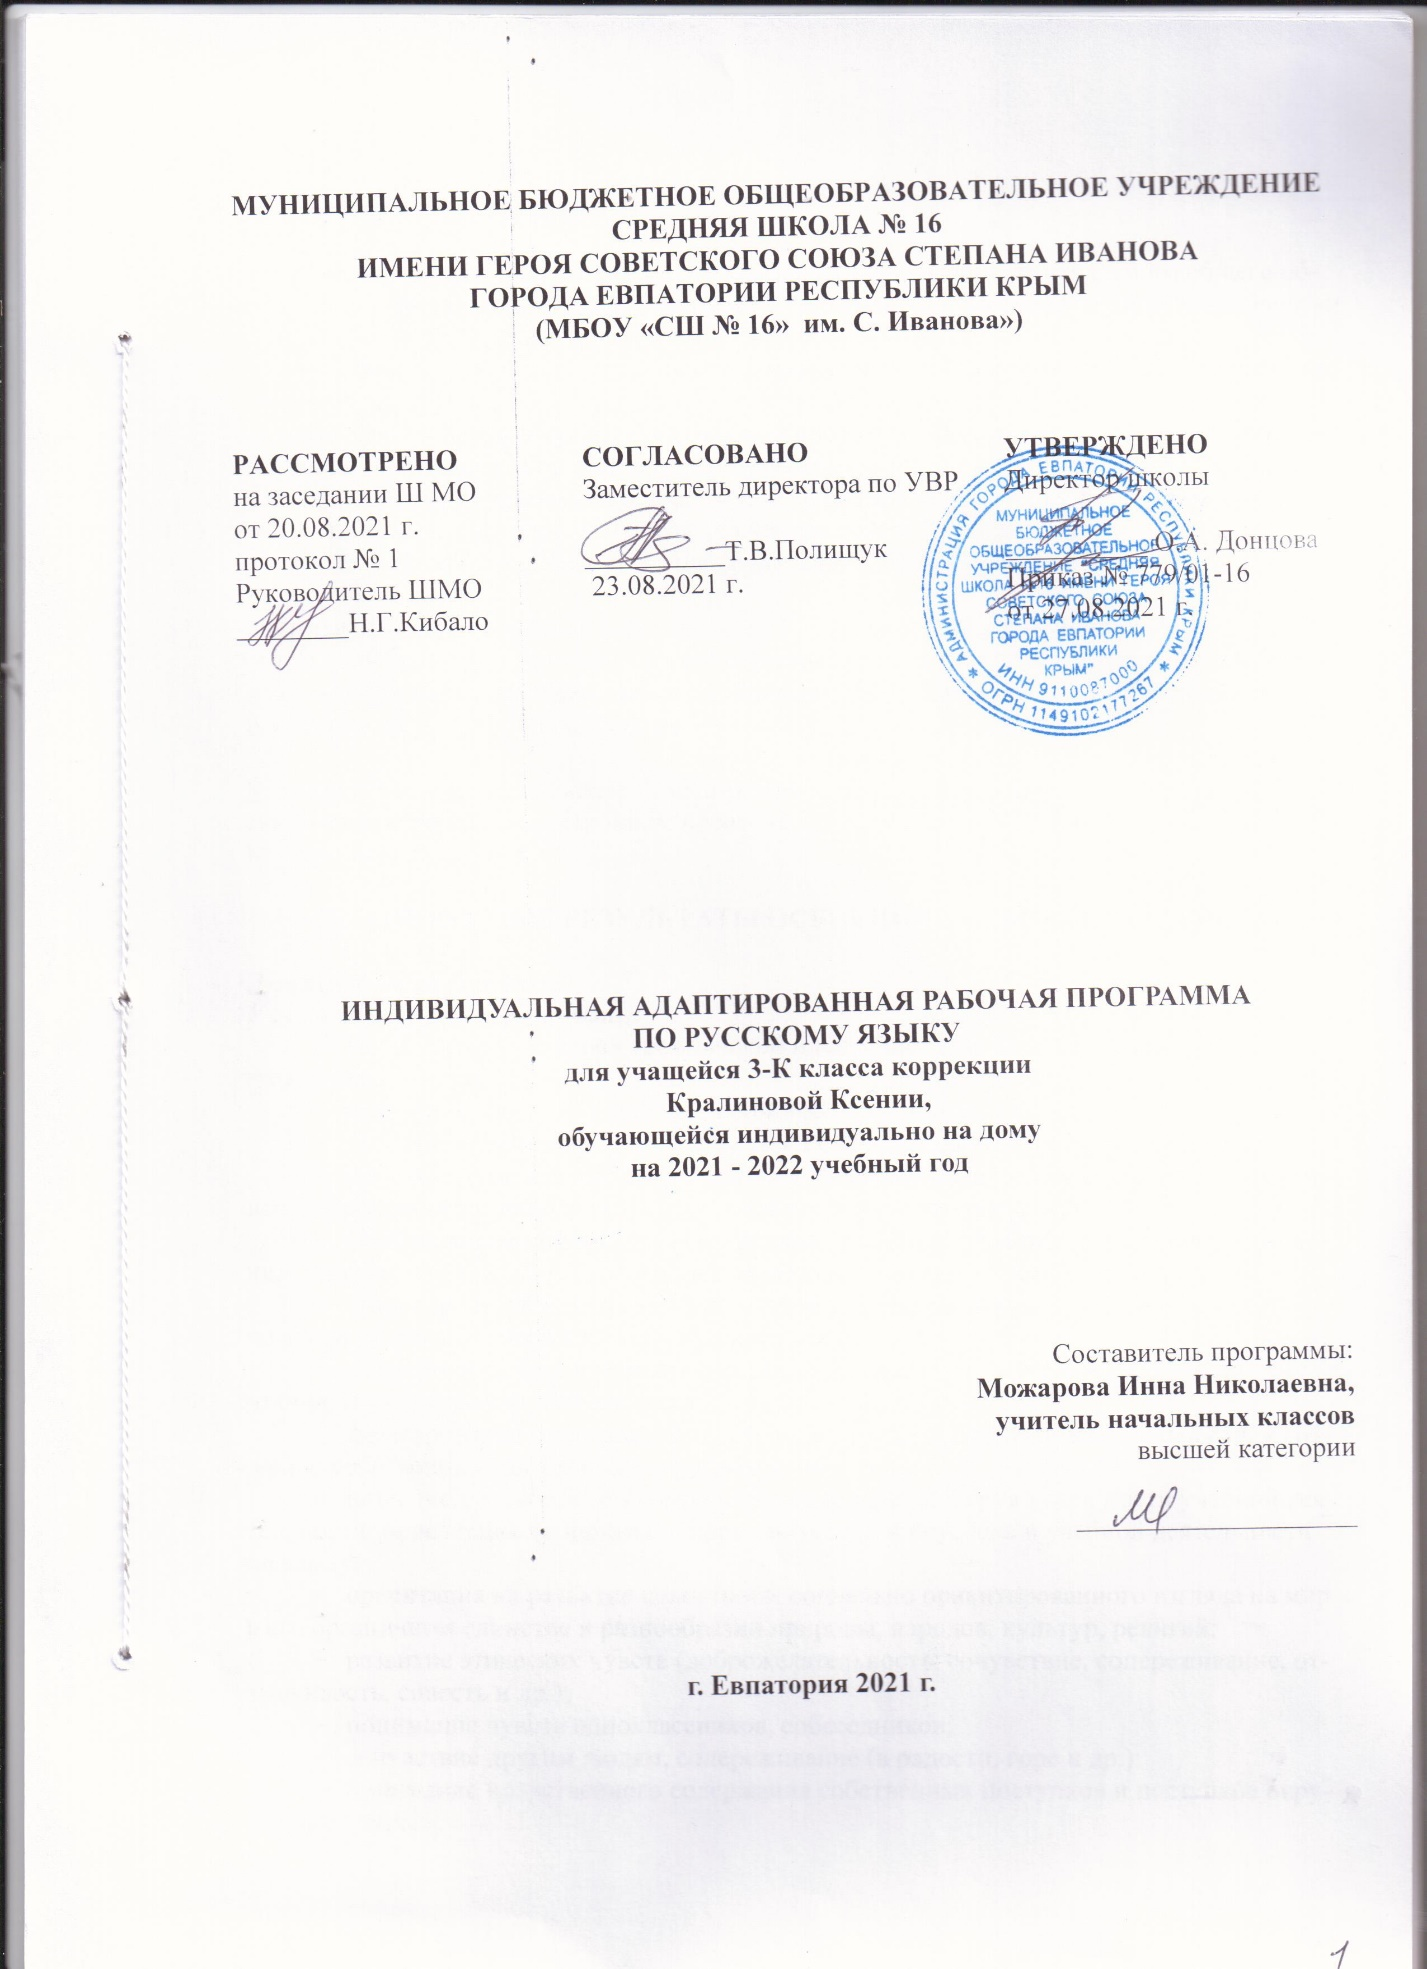 МУНИЦИПАЛЬНОЕ БЮДЖЕТНОЕ ОБЩЕОБРАЗОВАТЕЛЬНОЕ УЧРЕЖДЕНИЕ
СРЕДНЯЯ ШКОЛА № 16
ИМЕНИ ГЕРОЯ СОВЕТСКОГО СОЮЗА СТЕПАНА ИВАНОВА
ГОРОДА ЕВПАТОРИИ РЕСПУБЛИКИ КРЫМ
(МБОУ «СШ № 16» им. С. Иванова»)
РАССМОТРЕНО
на заседании Ш МО
от 20.08.2021 г.
протокол № 1
Руководитель ШМО
Н.Г.Кибало
СОГЛАСОВАНО
Заместитель директора по УВР
Т.В.Полищук
23.08.2021 г.
УТВЕРЖДЕНО
Директор школы
О.А. Донцова
Приказ № 779/01-16
от 27.08.2021 г.
АДМИНИСТРАЦИЯ ГОРОДА ЕВПАТОРИИ РЕСПУБЛИКИ КРЫМ
МУНИЦИПАЛЬНОЕ
БЮДЖЕТНОЕ
ОБЩЕОБРАЗОВАТЕЛЬНОЕ
УЧРЕЖДЕНИЕ "СРЕДНЯЯ
ШКОЛА №16 ИМЕНИ ГЕРОЯ
СОВЕТСКОГО СОЮЗА
СТЕПАНА ИВАНОВА
ГОРОДА ЕВПАТОРИИ
РЕСПУБЛИКИ
КРЫМ"
ИНН 9110087000
ОГРН 1149102177267
ИНДИВИДУАЛЬНАЯ АДАПТИРОВАННАЯ РАБОЧАЯ ПРОГРАММА
ПО РУССКОМУ ЯЗЫКУ
для учащейся 3-К класса коррекции
Кралиновой Ксении,
обучающейся индивидуально на дому
на 2021 - 2022 учебный год
Составитель программы:
Можарова Инна Николаевна,
учитель начальных классов
высшей категории
г. Евпатория 2021 г.
1